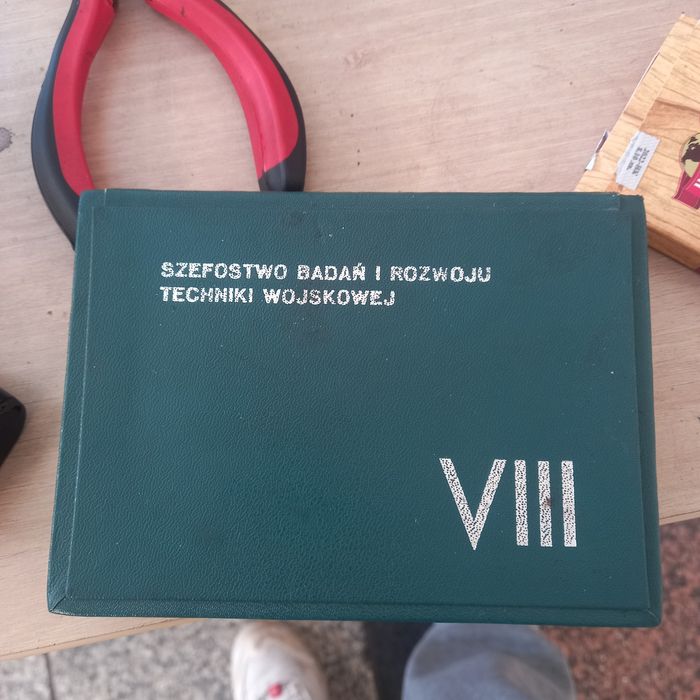 SZEFOSTWO BADAŃ I ROZWOJU
TECHNIKI WOJSKOWEJ
VIII